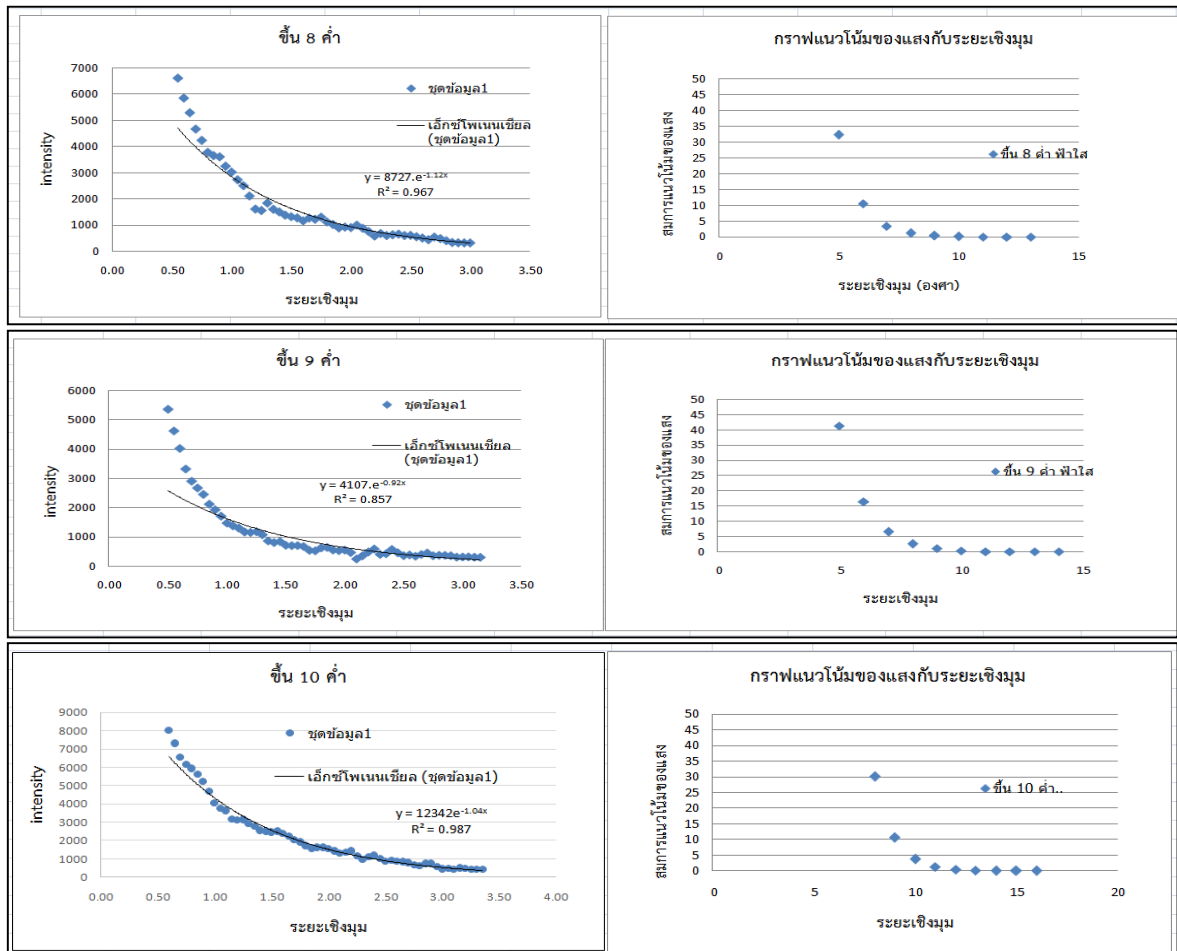 ขึ้น 8 ค่ำ
7000
6000
5000
4000
3000
2000
1000
0
intensity
0.00 0.50 1.00 1.50 2.00 2.50 3.00 3.50
ระยะเชิงมุม
ชุดข้อมูล1
เอ็กซ์โพเนนเชียล
(ชุดข้อมูล1)
y = 8727.e-1.12x
R² = 0.967
กราฟแนวโน้มของแสงกับระยะเชิงมุม
50
45
40
35
30
25
20
15
10
5
0
สมการแนวโน้มของแสง
0 5 10 15
ระยะเชิงมุม (องศา)
ขึ้น 8 ค่ำ ฟ้าใส
ขึ้น 9 ค่ำ
6000
5000
4000
3000
2000
1000
0
intensity
0.00 0.50 1.00 1.50 2.00 2.50 3.00 3.50
ระยะเชิงมุม
ชุดข้อมูล1
เอ็กซ์โพเนนเชียล
(ชุดข้อมูล1)
y = 4107.e-0.92x
R² = 0.857
กราฟแนวโน้มของแสงกับระยะเชิงมุม
50
45
40
35
30
25
20
15
10
5
0
สมการแนวโน้มของแสง
0 5 10 15
ระยะเชิงมุม
ขึ้น 9 ค่ำ ฟ้าใส
ขึ้น 10 ค่ำ
9000
8000
7000
6000
5000
4000
3000
2000
1000
0
intensity
0.00 0.50 1.00 1.50 2.00 2.50 3.00 3.50 4.00
ระยะเชิงมุม
ชุดข้อมูล1
เอ็กซ์โพเนนเชียล (ชุดข้อมูล1)
y = 12342e-1.04x
R² = 0.987
กราฟแนวโน้มของแสงกับระยะเชิงมุม
50
45
40
35
30
25
20
15
10
5
0
สมการแนวโน้มของแสง
0 5 10 15 20
ระยะเชิงมุม
ขึ้น 10 ค่ำ..